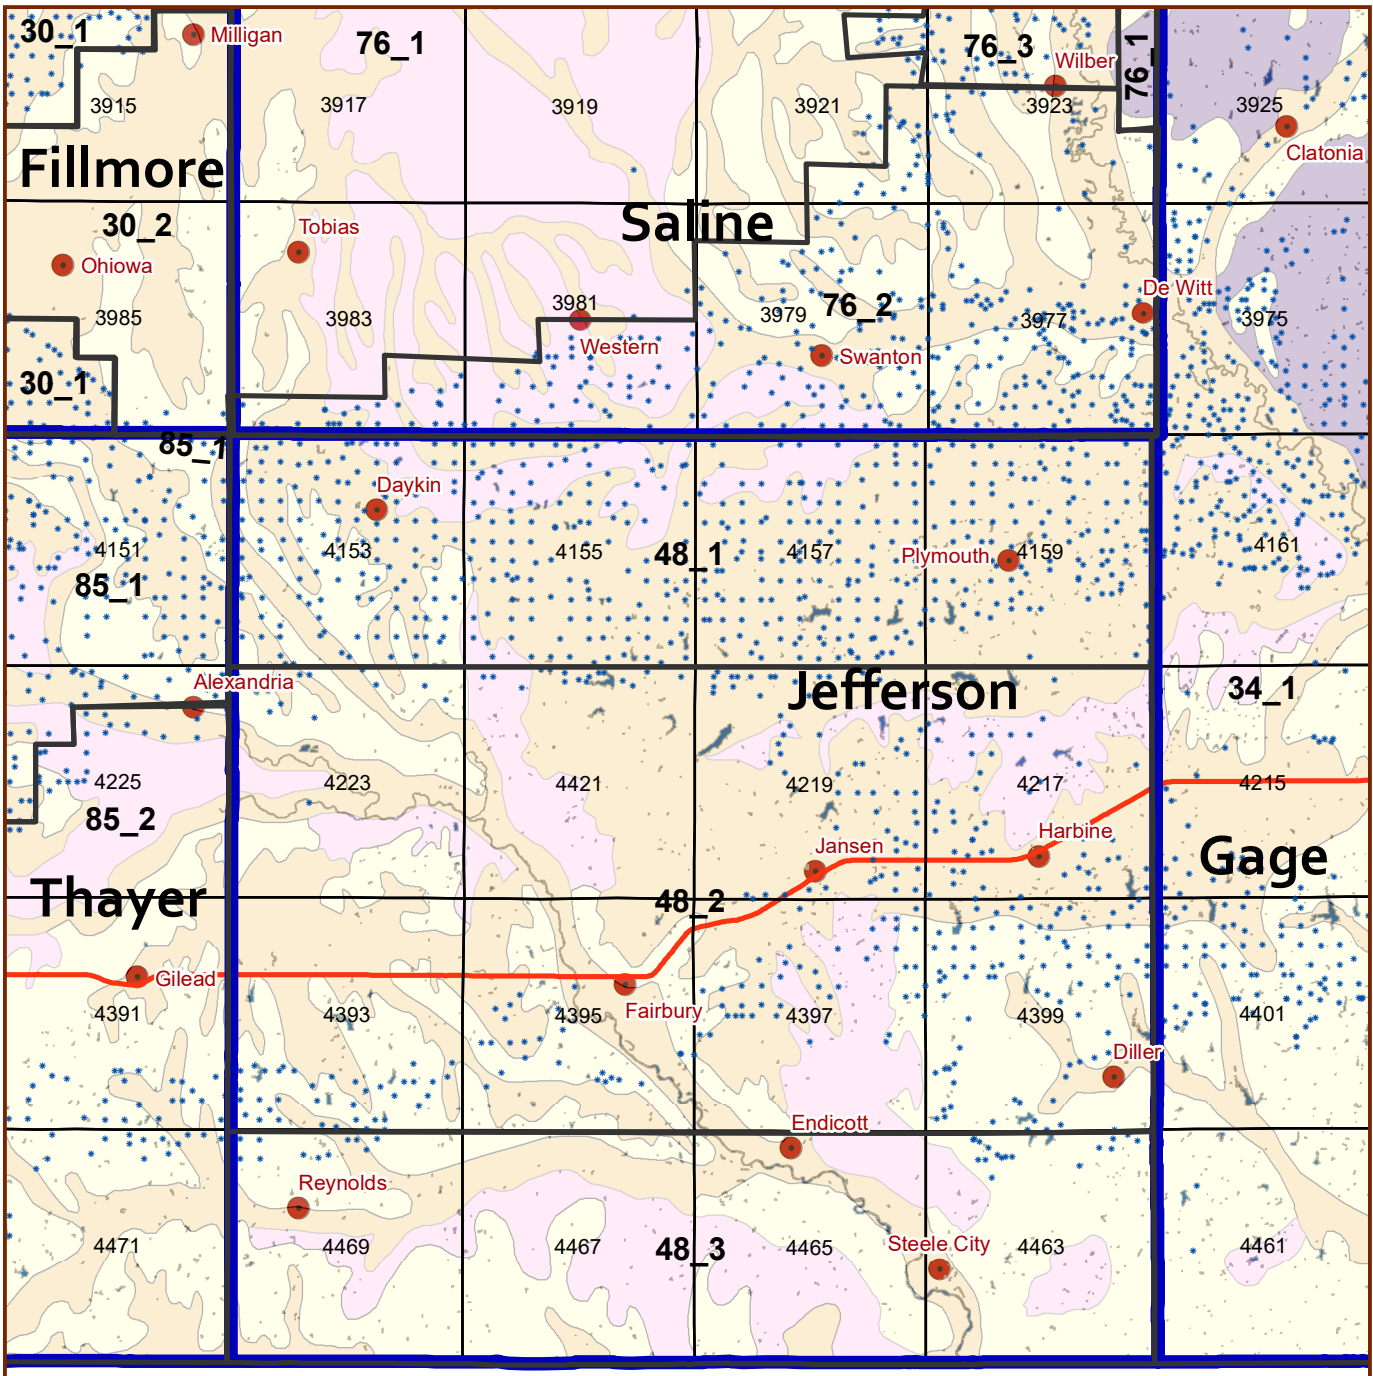 30_1
Milligan
76_1
76_3
Wilber
76_1
3915
3917
3919
3921
3923
3925
Clatonia
Fillmore
30_2
Ohiowa
Tobias
Saline
De Witt
3985
3983
3981
Western
3979
76_2
3977
3975
Swanton
30_1
85_1
Daykin
4151
4153
4155
48_1
4157
Plymouth
4159
4161
85_1
Alexandria
Jefferson
34_1
4225
4223
4421
4219
4217
4215
85_2
Jansen
Harbine
Gage
Thayer
48_2
Gilead
Fairbury
4391
4393
4395
4397
4399
4401
Diller
Endicott
Reynolds
4471
4469
4467
48_3
4465
Steele City
4463
4461